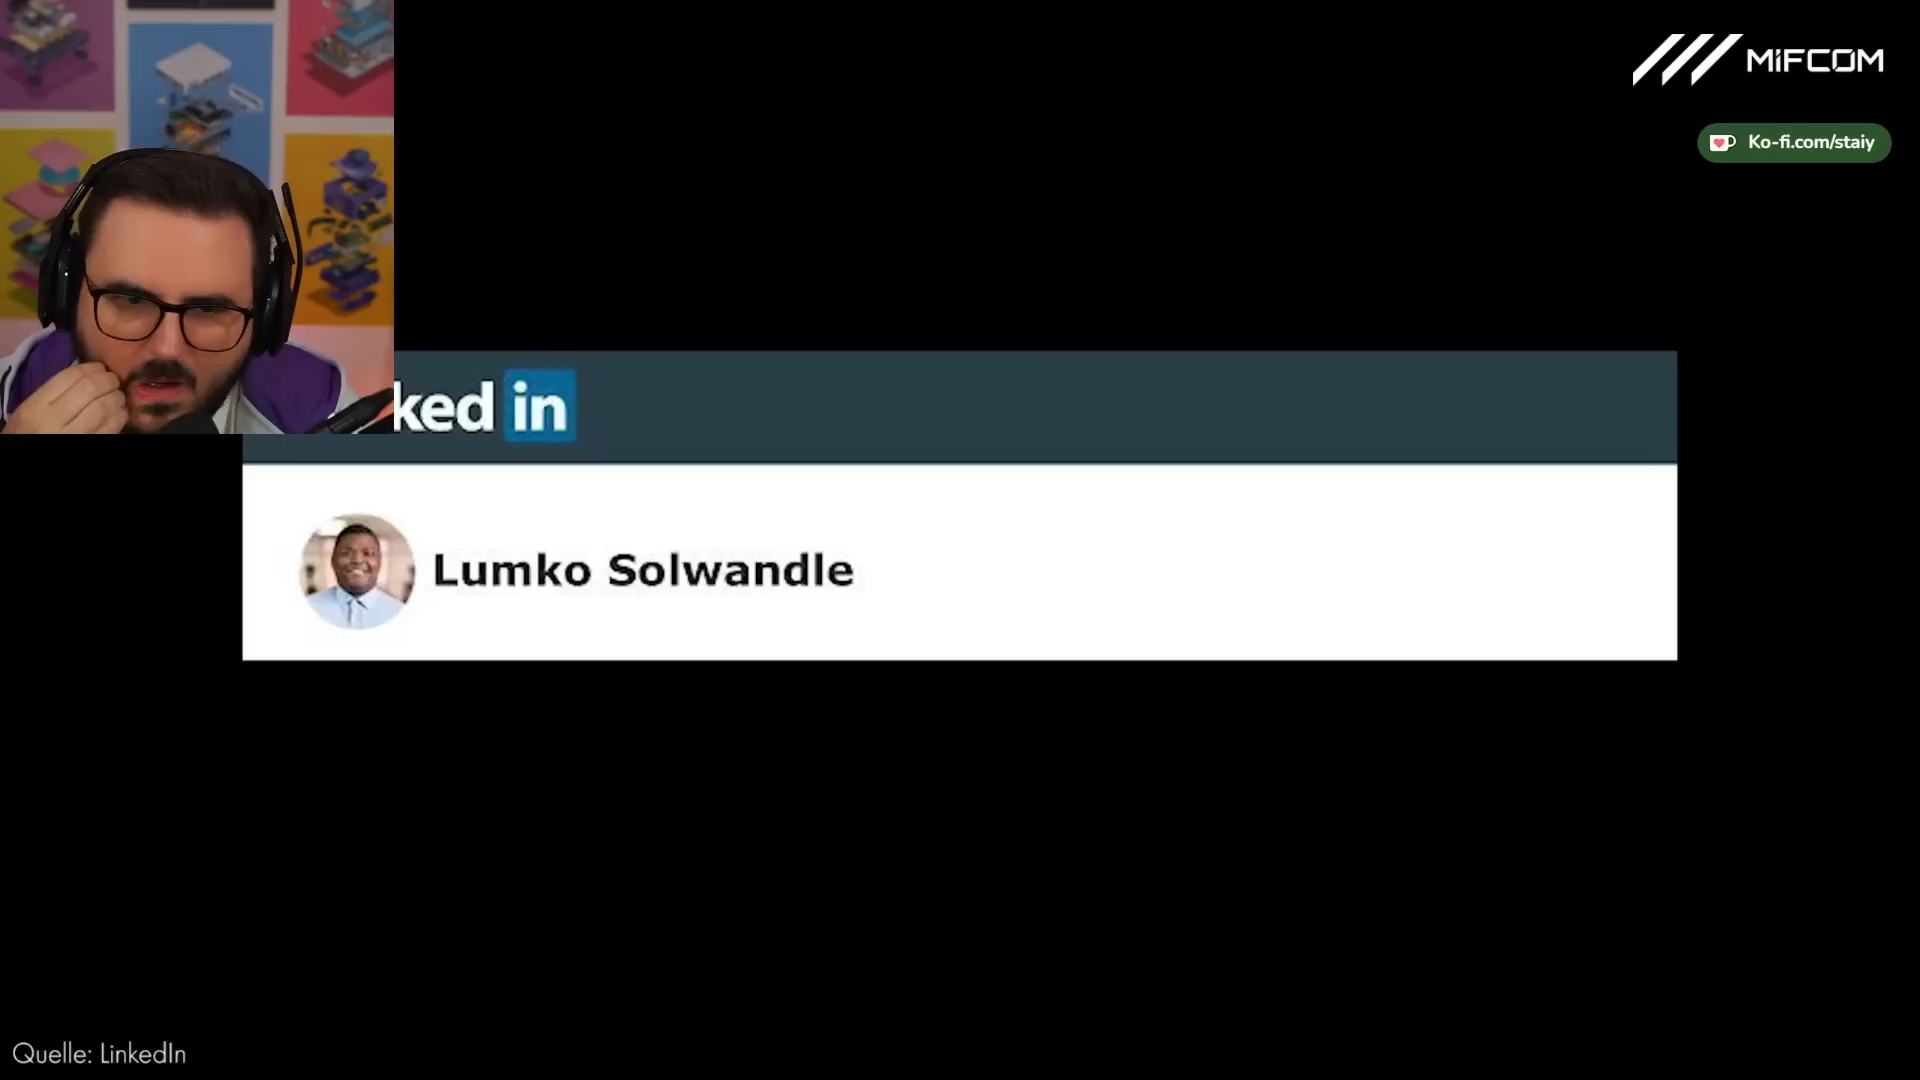 MIFCOM
Ko-fi.com/staiy
ked in
Lumko Solwandle
Quelle: LinkedIn